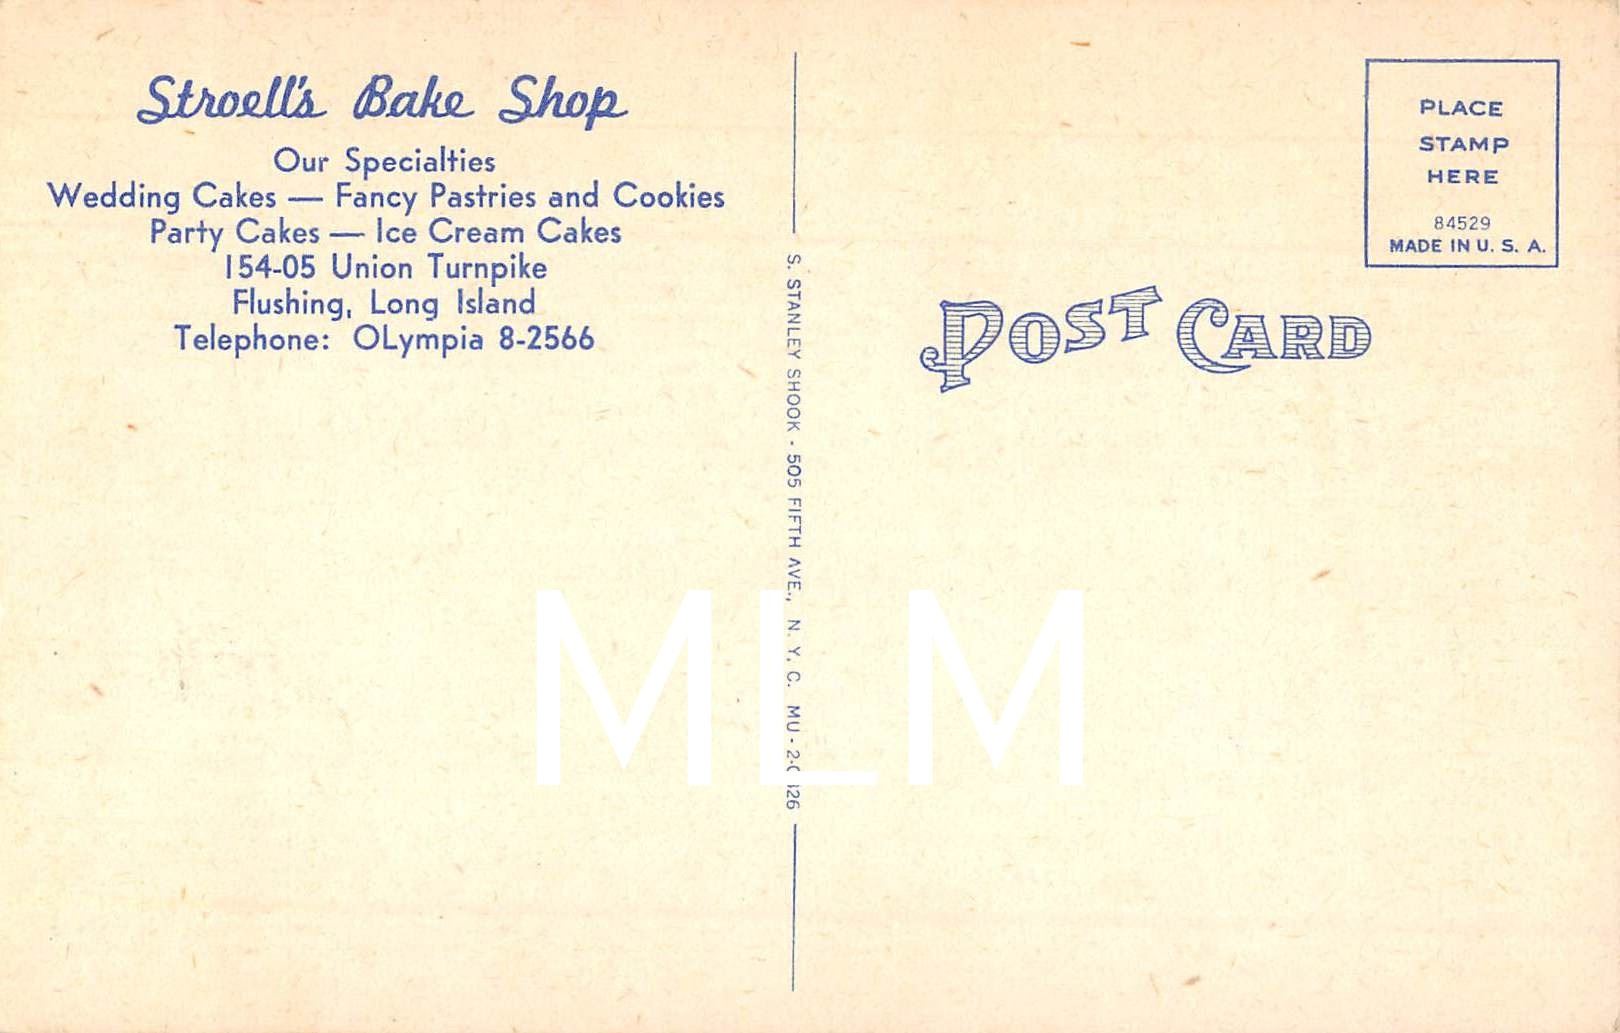 Stroell's Bake Shop
Our Specialties
Wedding Cakes — Fancy Pastries and Cookies
Party Cakes — Ice Cream Cakes
154-05 Union Turnpike
Flushing, Long Island
Telephone: OLympia 8-2566
S. STANLEY SHOOK - 505 FIFTH AVE., N. Y. C. MU-
PLACE
STAMP
HERE
84529
MADE IN U. S. A.
POST CARD
MLM